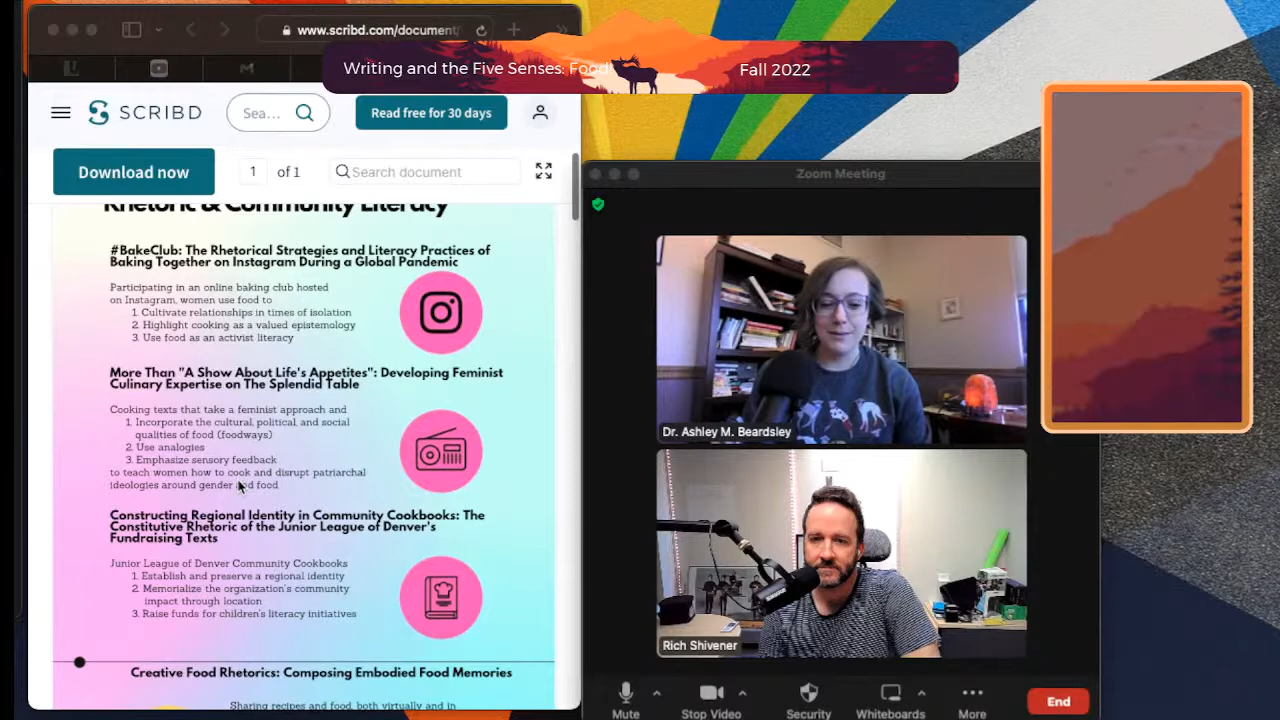 www.scribd.com/document/
Writing and the Five Senses: Food!
Fall 2022
SCRIBD
Sea...
Read free for 30 days
Download now
1 of 1
Search document
Rhetoric & Community Literacy
#BakeClub: The Rhetorical Strategies and Literacy Practices of
Baking Together on Instagram During a Global Pandemic
Participating in an online baking club hosted
on Instagram, women use food to
1. Cultivate relationships in times of isolation
2. Highlight cooking as a valued epistemology
3. Use food as an activist literacy
More Than "A Show About Life's Appetites": Developing Feminist
Culinary Expertise on The Splendid Table
Cooking texts that take a feminist approach and
1. Incorporate the cultural, political, and social
qualities of food (foodways)
2. Use analogies
3. Emphasize sensory feedback
to teach women how to cook and disrupt patriarchal
ideologies around gender and food
Constructing Regional Identity in Community Cookbooks: The
Constitutive Rhetoric of the Junior League of Denver's
Fundraising Texts
Junior League of Denver Community Cookbooks
1. Establish and preserve a regional identity
2. Memorialize the organization's community
impact through location
3. Raise funds for children's literacy initiatives
Creative Food Rhetorics: Composing Embodied Food Memories
Sharing recipes and food, both virtually and in
Zoom Meeting
Dr. Ashley M. Beardsley
Rich Shivener
Mute
Stop Video
Security
Whiteboards
More
End